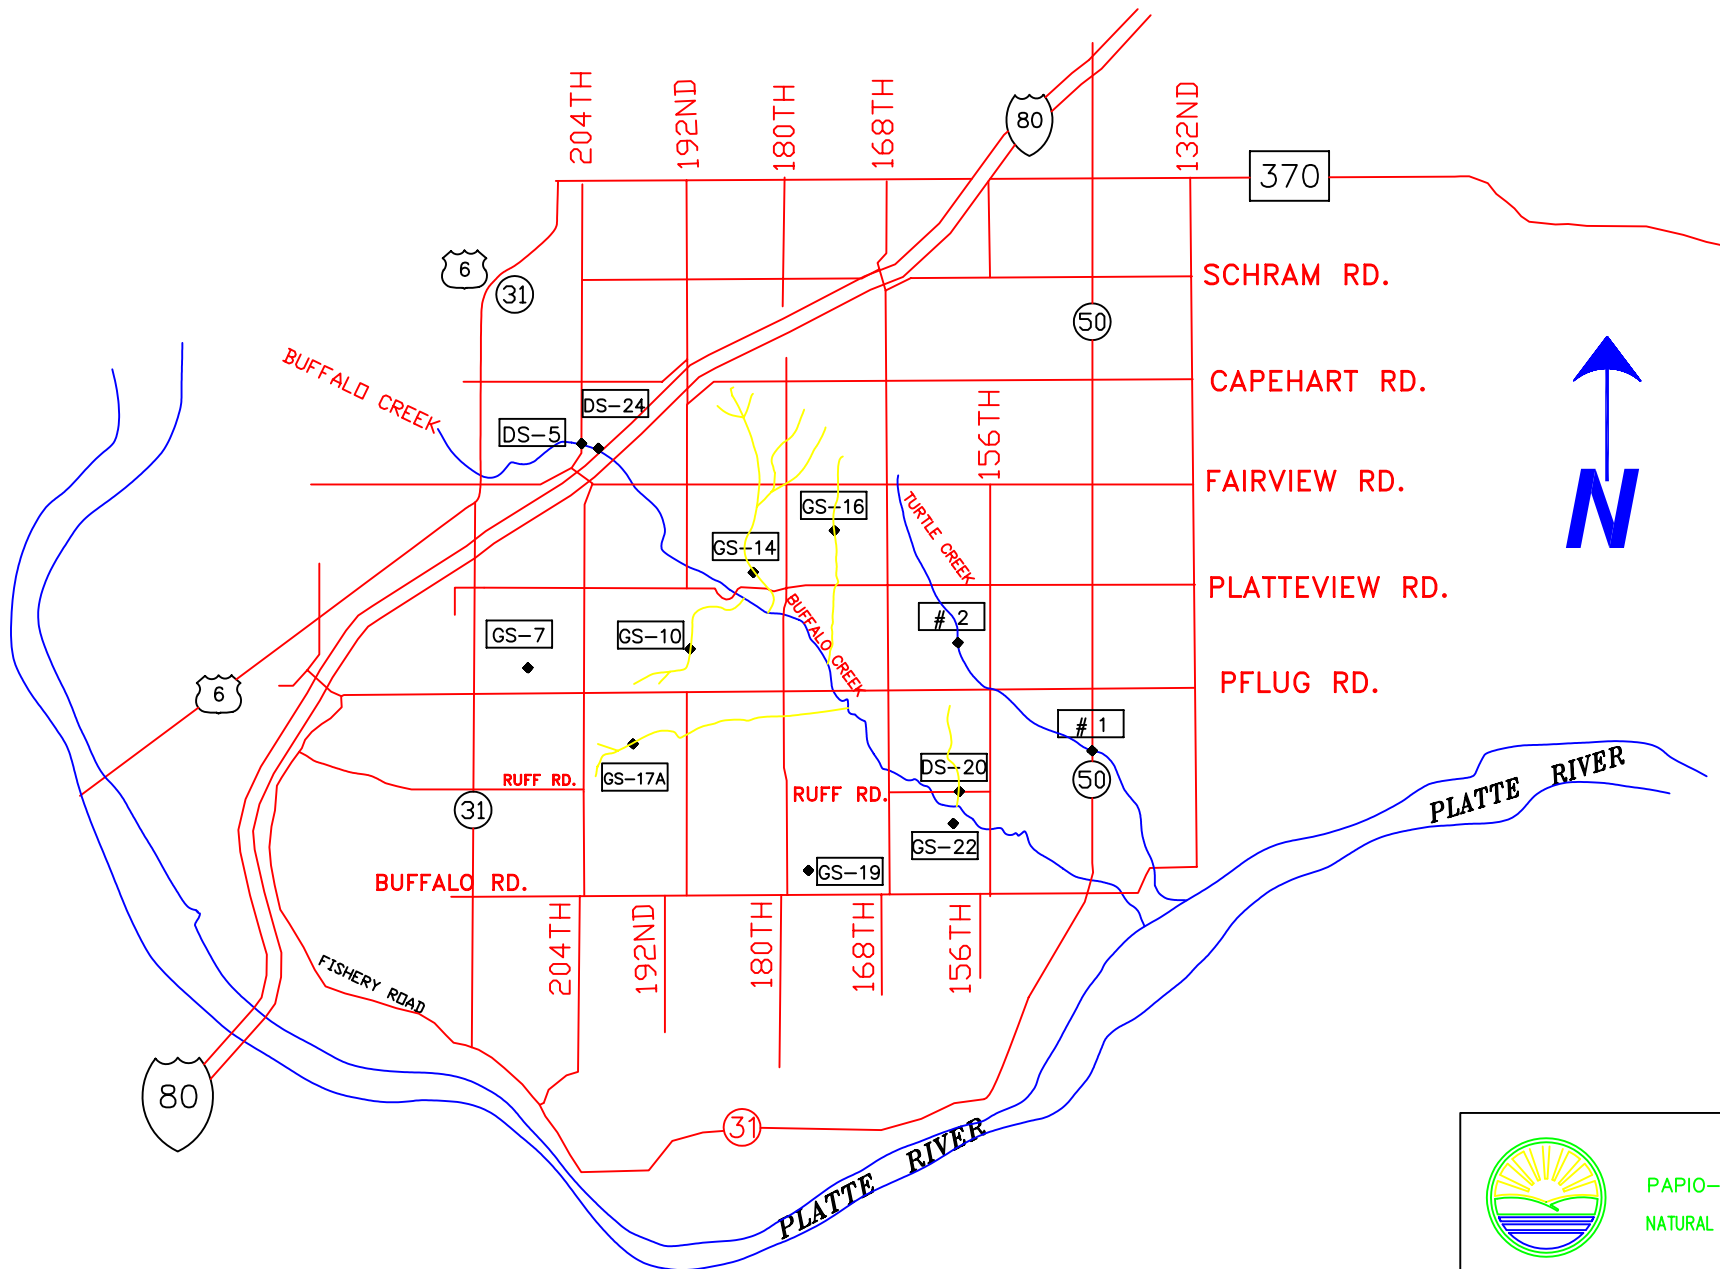 204TH
192ND
180TH
168TH
132ND
80
370
6
31
SCHRAM RD.
50
BUFFALO CREEK
CAPEHART RD.
DS-24
DS-5
156TH
FAIRVIEW RD.
GS-16
TURTLE CREEK
N
GS-14
PLATTEVIEW RD.
BUFFALO CREEK
# 2
GS-7
GS-10
PFLUG RD.
6
# 1
RUFF RD.
GS-17A
DS-20
50
RUFF RD.
PLATTE RIVER
31
GS-22
GS-19
BUFFALO RD.
204TH
192ND
180TH
168TH
156TH
FISHERY ROAD
80
31
PLATTE RIVER
PAPIO-
NATURAL